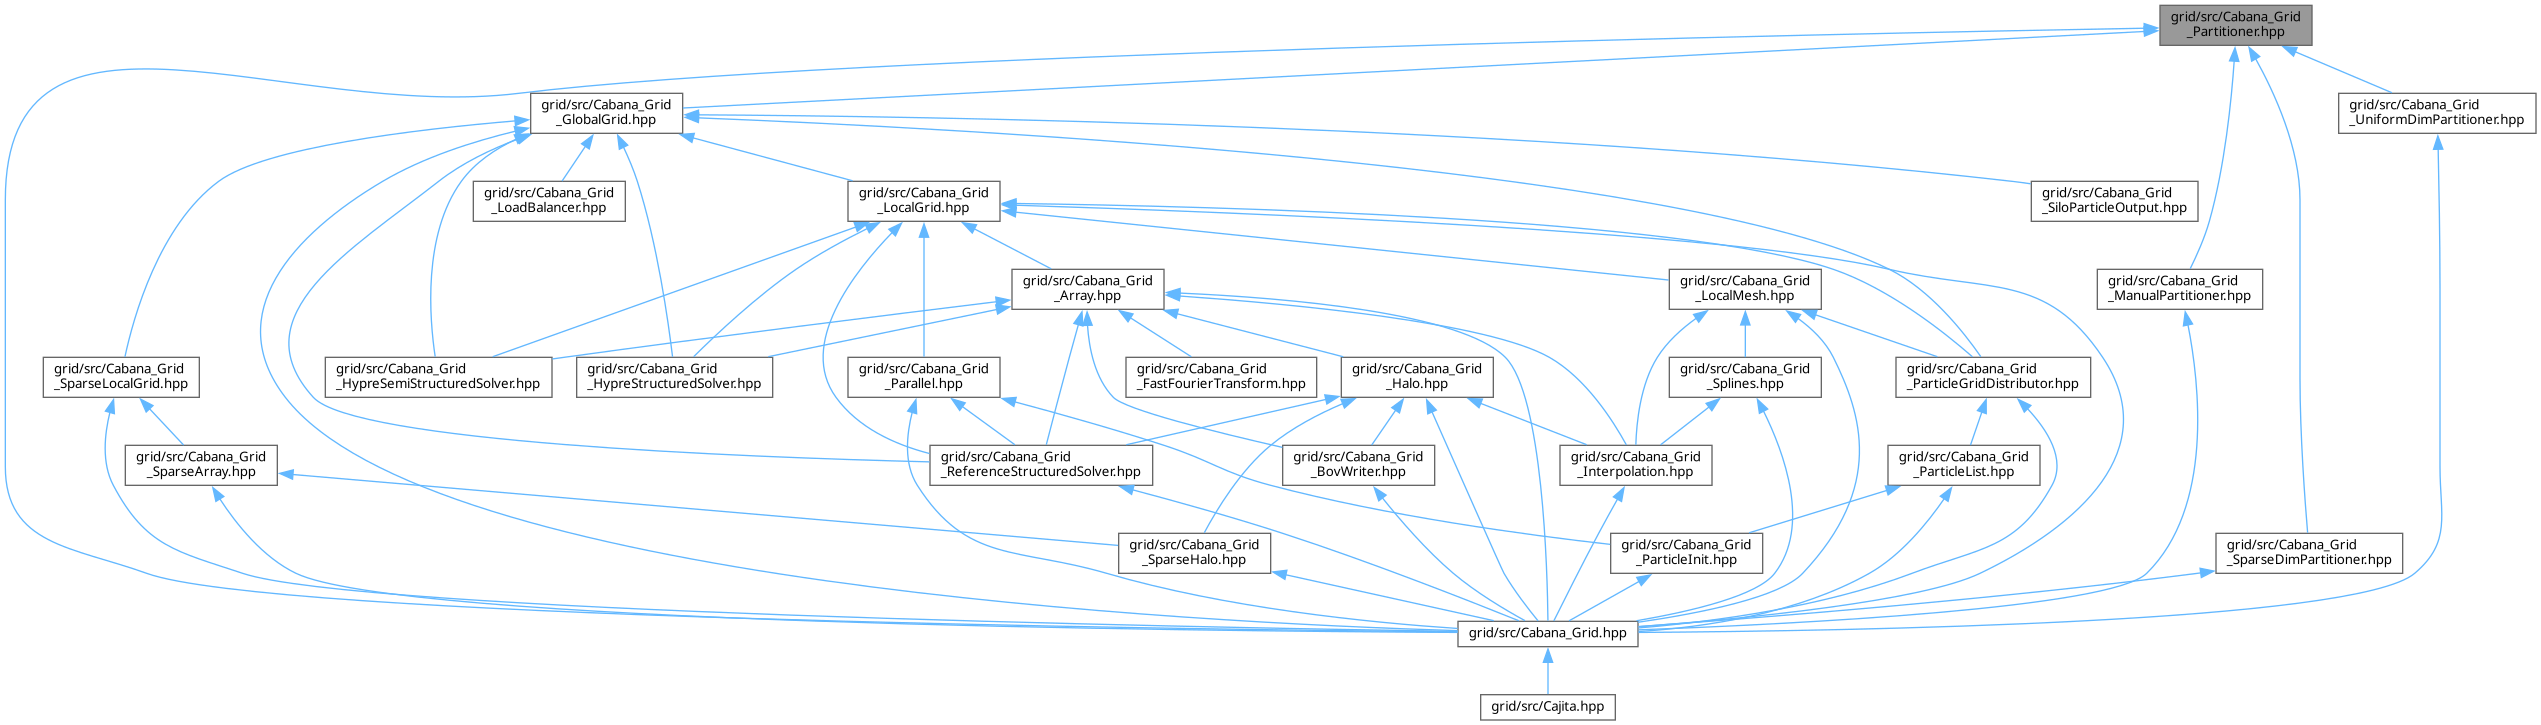 grid/src/Cabana_Grid
_Partitioner.hpp
grid/src/Cabana_Grid
_GlobalGrid.hpp
grid/src/Cabana_Grid
_UniformDimPartitioner.hpp
grid/src/Cabana_Grid
_LoadBalancer.hpp
grid/src/Cabana_Grid
_LocalGrid.hpp
grid/src/Cabana_Grid
_SiloParticleOutput.hpp
grid/src/Cabana_Grid
_Array.hpp
grid/src/Cabana_Grid
_LocalMesh.hpp
grid/src/Cabana_Grid
_ManualPartitioner.hpp
grid/src/Cabana_Grid
_SparseLocalGrid.hpp
grid/src/Cabana_Grid
_HypreSemiStructuredSolver.hpp
grid/src/Cabana_Grid
_HypreStructuredSolver.hpp
grid/src/Cabana_Grid
_Parallel.hpp
grid/src/Cabana_Grid
_FastFourierTransform.hpp
grid/src/Cabana_Grid
_Halo.hpp
grid/src/Cabana_Grid
_Splines.hpp
grid/src/Cabana_Grid
_ParticleGridDistributor.hpp
grid/src/Cabana_Grid
_SparseArray.hpp
grid/src/Cabana_Grid
_ReferenceStructuredSolver.hpp
grid/src/Cabana_Grid
_BovWriter.hpp
grid/src/Cabana_Grid
_Interpolation.hpp
grid/src/Cabana_Grid
_ParticleList.hpp
grid/src/Cabana_Grid
_SparseHalo.hpp
grid/src/Cabana_Grid
_ParticleInit.hpp
grid/src/Cabana_Grid
_SparseDimPartitioner.hpp
grid/src/Cabana_Grid.hpp
grid/src/Cajita.hpp